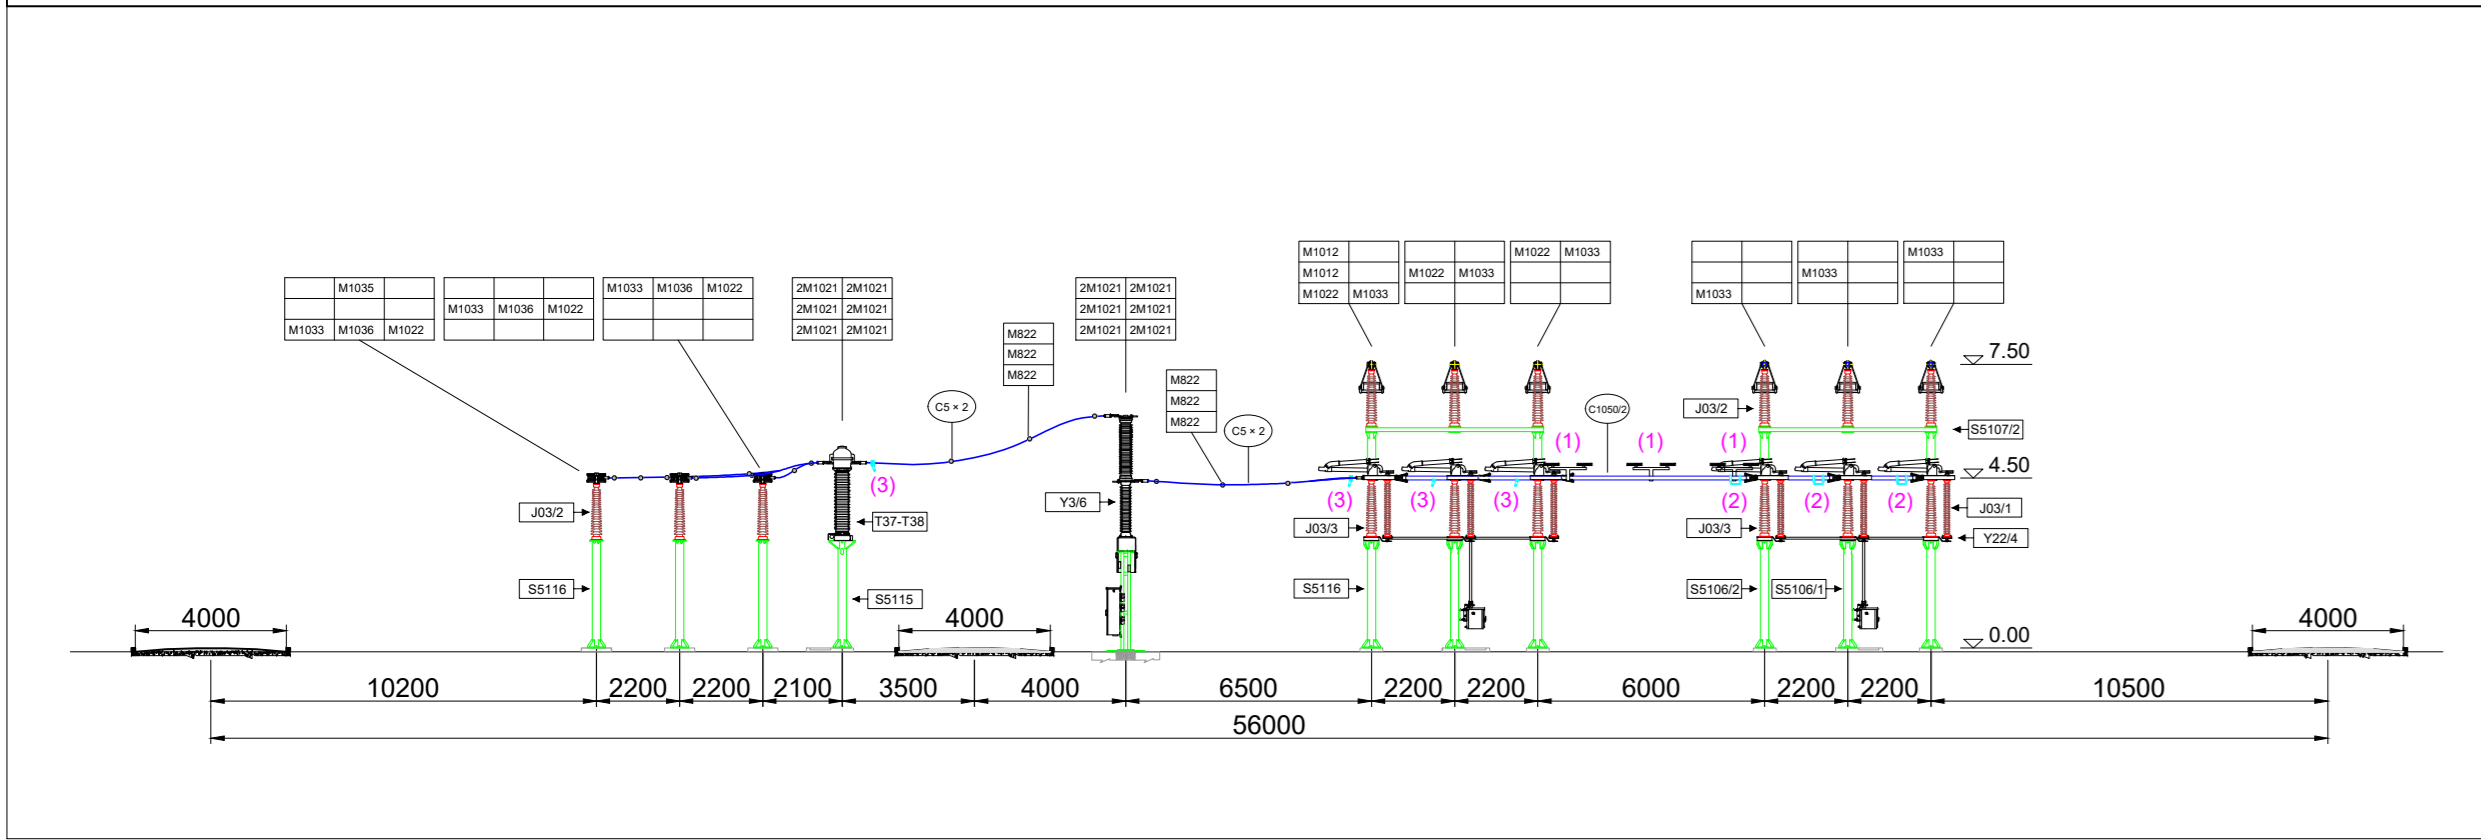 M1012
M1022 M1033
M1033
M1012
M1022 M1033
M1033
M1022 M1033
M1033
M1035
M1033 M1036 M1022
2M1021 2M1021
2M1021 2M1021
M1033 M1036 M1022
2M1021 2M1021
2M1021 2M1021
M1033 M1036 M1022
2M1021 2M1021
2M1021 2M1021
M822
M822
M822
7.50
M822
M822
M822
C5 × 2
C5 × 2
C1050/2
J03/2
S5107/2
(1)
(1)
(1)
4.50
(3)
(3)
(3)
(3)
(2)
(2)
(2)
J03/2
T37-T38
Y3/6
J03/3
J03/3
J03/1
Y22/4
S5116
S5115
S5116
S5106/2
S5106/1
4000
4000
0.00
4000
10200 2200 2200 2100 3500 4000 6500 2200 2200 6000 2200 2200 10500
56000